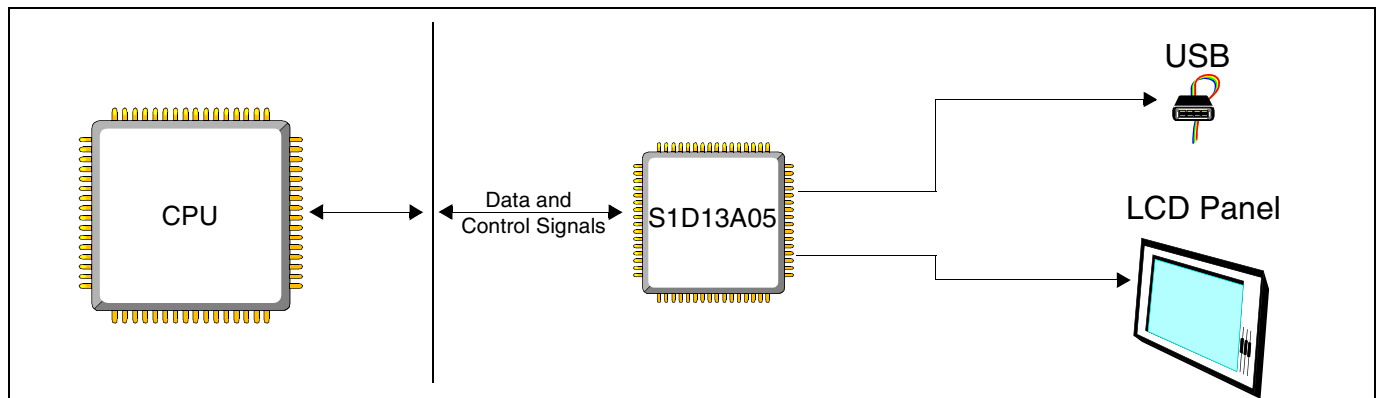 CPU
Data and
Control Signals
S1D13A05
USB
LCD Panel